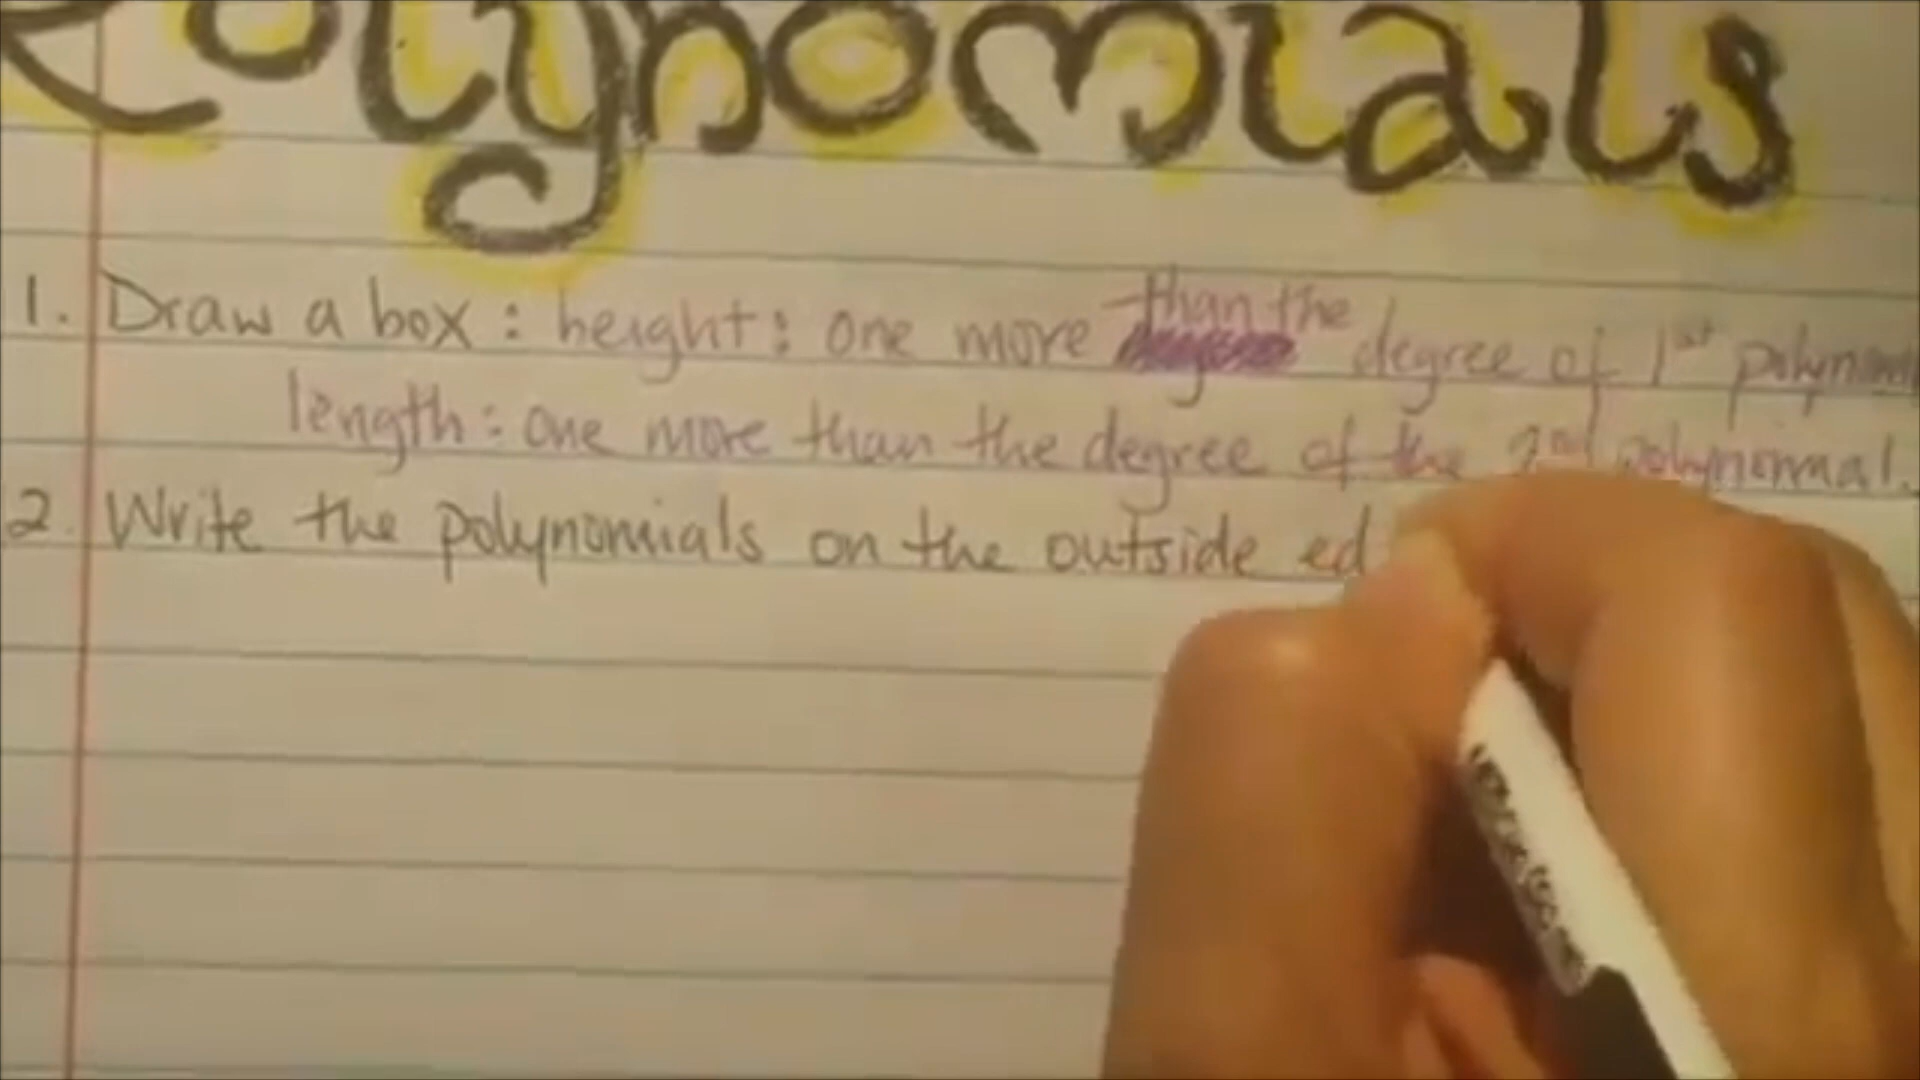 Polynomials
1. Draw a box : height : one more than the degree of 1st polynomi
length : one more than the degree of the 2nd polynomial.
2. Write the polynomials on the outside ed